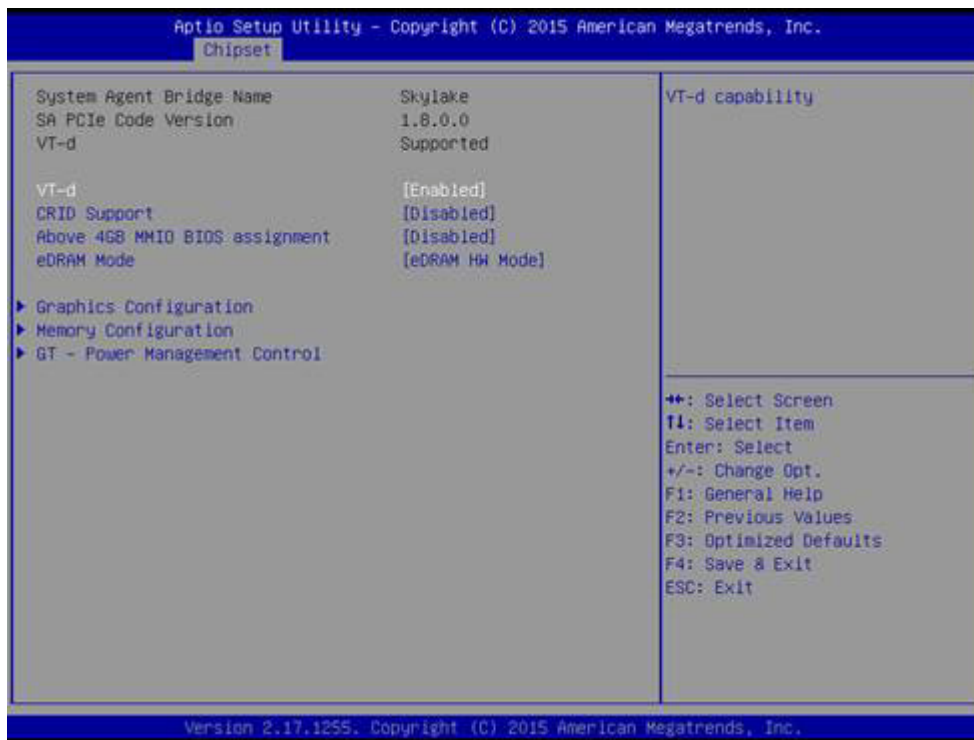 Aptio Setup Utility – Copyright (C) 2015 American Megatrends, Inc.
Chipset
System Agent Bridge Name Skylake
SA PCIe Code Version 1.8.0.0
VT-d Supported
VT-d [Enabled]
CRID Support [Disabled]
Above 4GB MMIO BIOS assignment [Disabled]
eDRAM Mode [eDRAM HW Mode]
Graphics Configuration
Memory Configuration
GT – Power Management Control
VT-d capability
→←: Select Screen
↑↓: Select Item
Enter: Select
+/-: Change Opt.
F1: General Help
F2: Previous Values
F3: Optimized Defaults
F4: Save & Exit
ESC: Exit
Version 2.17.1255. Copyright (C) 2015 American Megatrends, Inc.